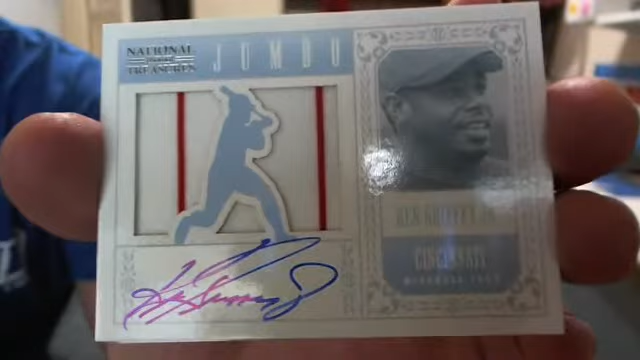 NATIONAL
TREASURES
JUMBO
KEN GRIFFEY JR.
CINCINNATI